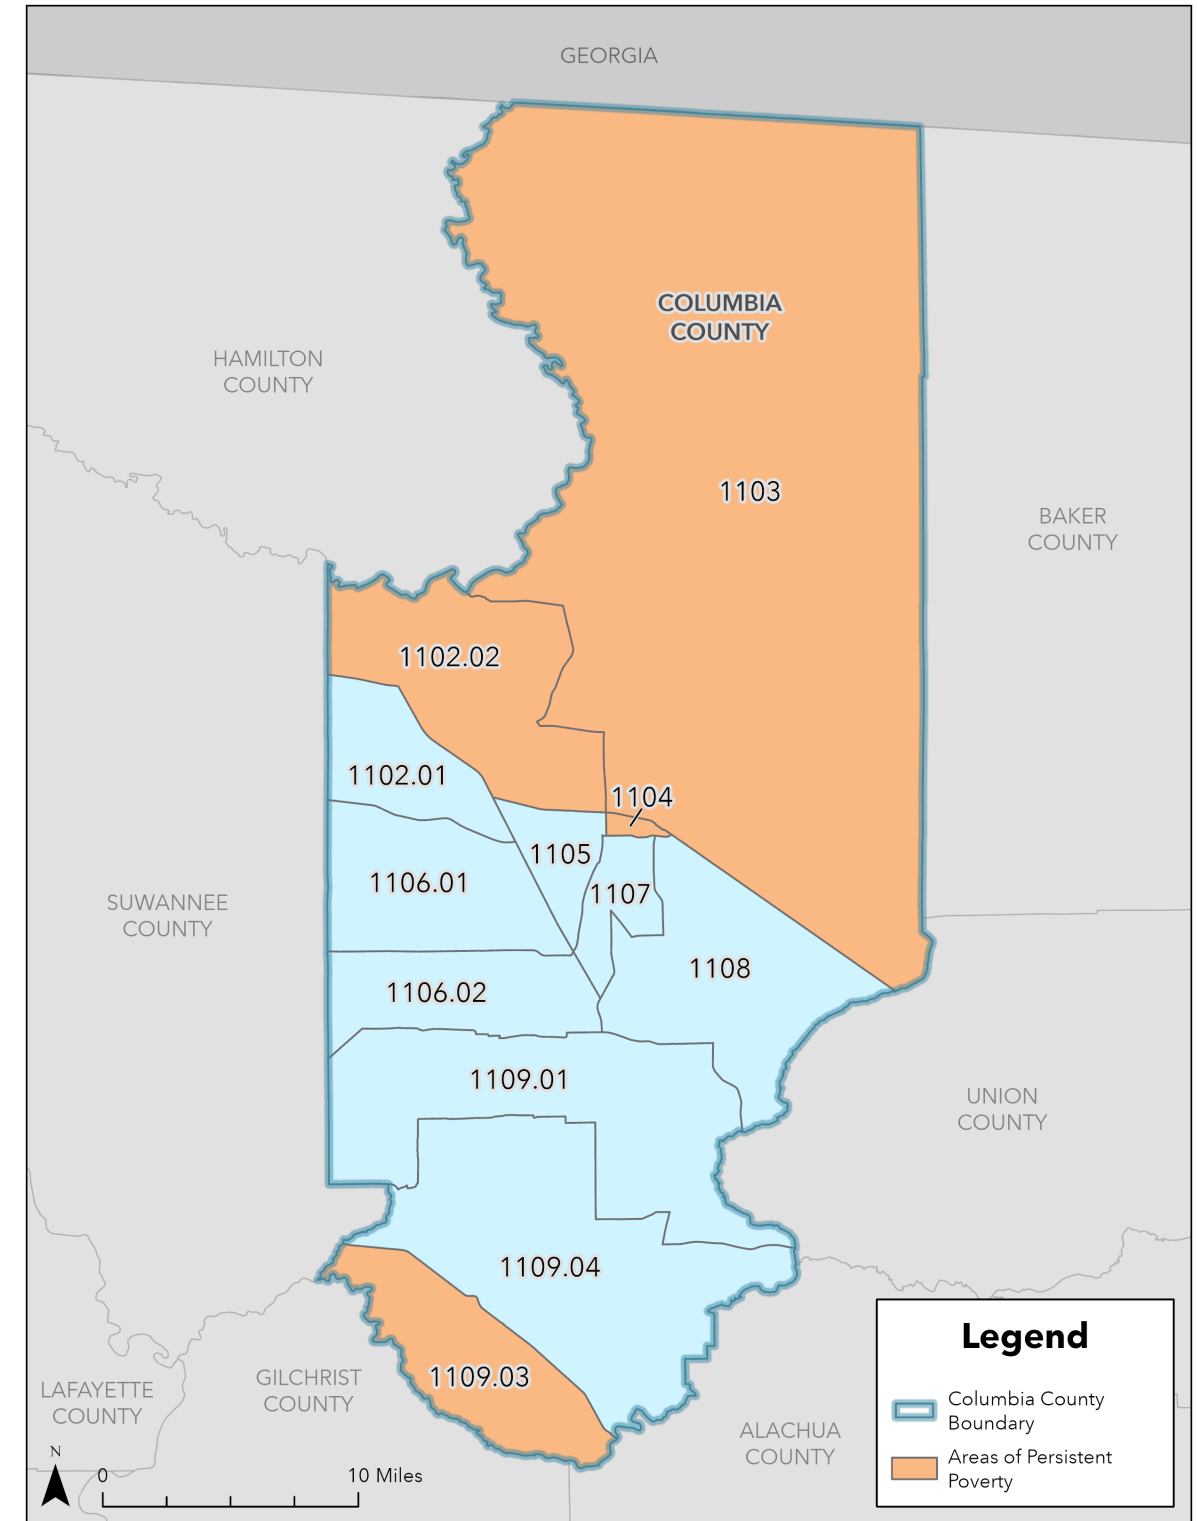 GEORGIA
COLUMBIA
COUNTY
HAMILTON
COUNTY
1103
BAKER
COUNTY
1102.02
1102.01
1104
1105
1106.01
1107
SUWANNEE
COUNTY
1108
1106.02
1109.01
UNION
COUNTY
1109.04
1109.03
LAFAYETTE
COUNTY
GILCHRIST
COUNTY
ALACHUA
COUNTY
N
0
10 Miles
Legend
Columbia County
Boundary
Areas of Persistent
Poverty